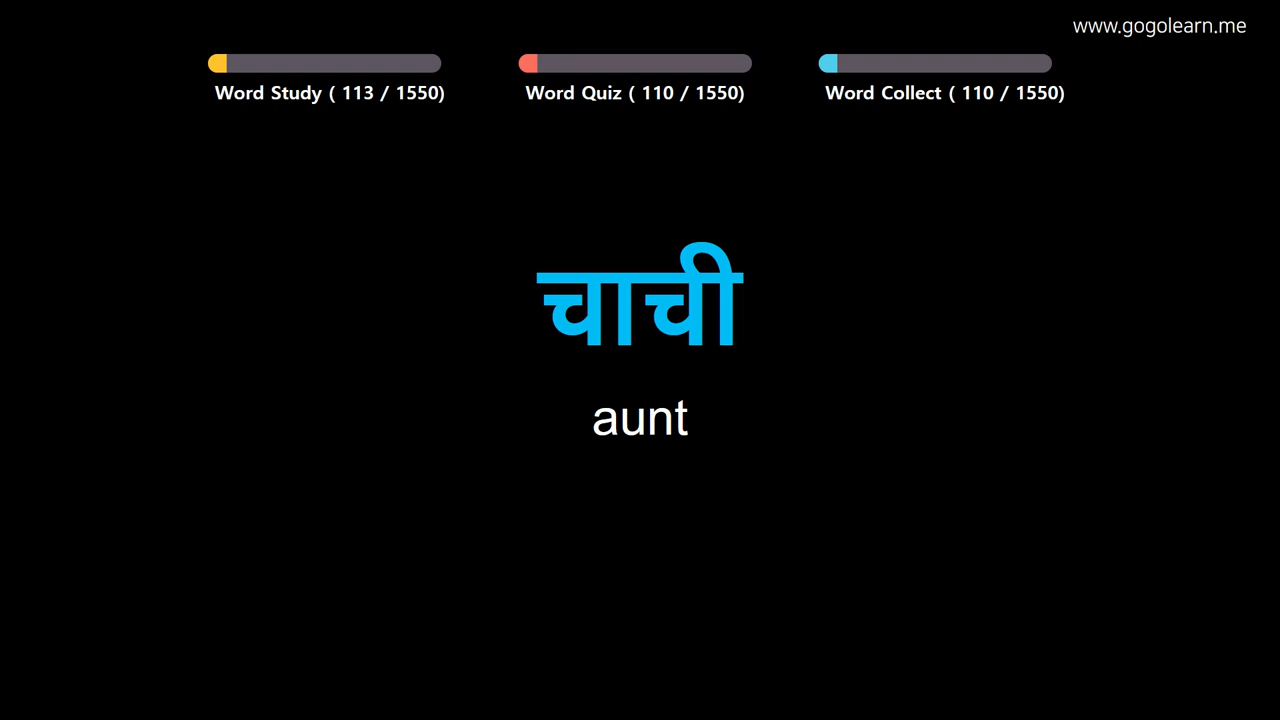 www.gogolearn.me
Word Study ( 113 / 1550)
Word Quiz ( 110 / 1550)
Word Collect ( 110 / 1550)
चाची
aunt